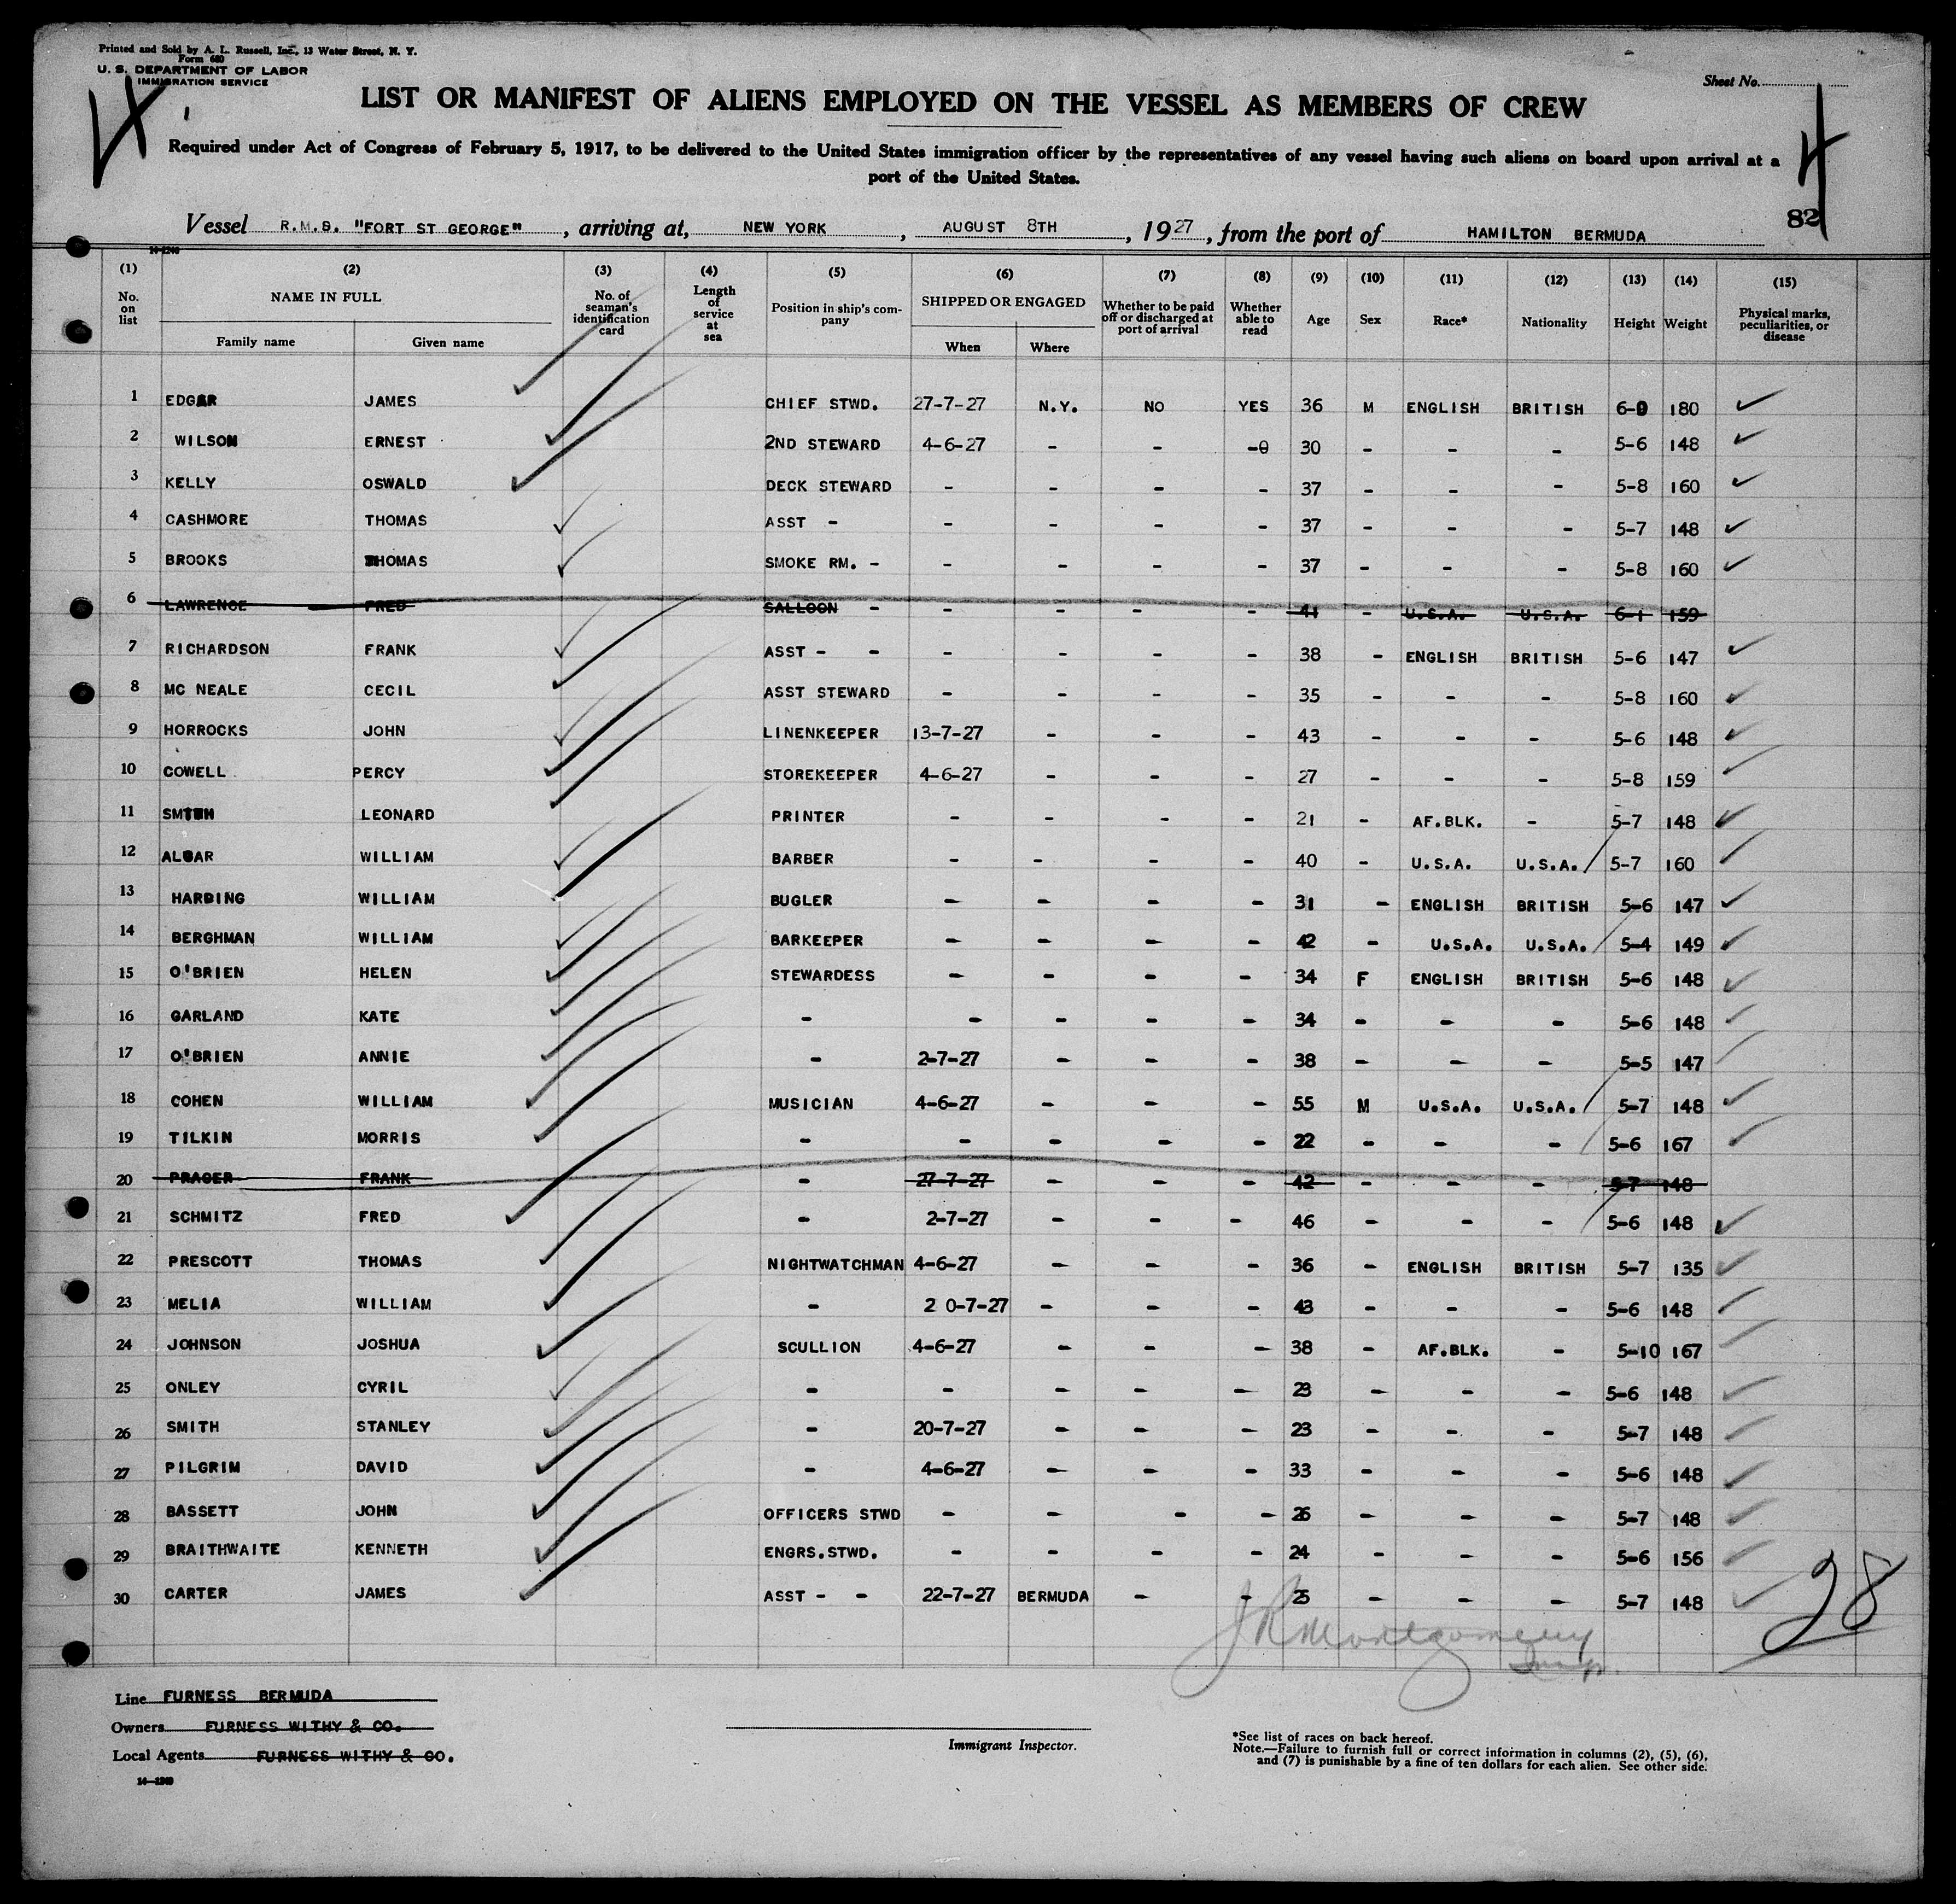 Printed and Sold by A. L. Russell, Inc., 13 Water Street, N. Y.
Form 680
U. S. DEPARTMENT OF LABOR
IMMIGRATION SERVICE
Sheet No.
4
LIST OR MANIFEST OF ALIENS EMPLOYED ON THE VESSEL AS MEMBERS OF CREW
Required under Act of Congress of February 5, 1917, to be delivered to the United States immigration officer by the representatives of any vessel having such aliens on board upon arrival at a
port of the United States.
82
Vessel R.M.S. "FORT ST GEORGE", arriving at, NEW YORK, AUGUST 8TH, 1927, from the port of HAMILTON BERMUDA
14-1240
(1) (2) (3) (4) (5) (6) (7) (8) (9) (10) (11) (12) (13) (14) (15)
No. on list NAME IN FULL Family name Given name No. of seaman's identification card Length of service at sea Position in ship's company SHIPPED OR ENGAGED When Where Whether to be paid off or discharged at port of arrival Whether able to read Age Sex Race* Nationality Height Weight Physical marks, peculiarities, or disease
1 EDGAR JAMES CHIEF STWD. 27-7-27 N.Y. NO YES 36 M ENGLISH BRITISH 6-0 180
2 WILSON ERNEST 2ND STEWARD 4-6-27 - - - 30 - - - 5-6 148
3 KELLY OSWALD DECK STEWARD - - - - 37 - - - 5-8 160
4 CASHMORE THOMAS ASST - - - - - 37 - - - 5-7 148
5 BROOKS THOMAS SMOKE RM. - - - - - 37 - - - 5-8 160
6 LAWRENCE FRED SALLOON - - - - - 41 - U.S.A. U.S.A. 6-1 159
7 RICHARDSON FRANK ASST - - - - - - 38 - ENGLISH BRITISH 5-6 147
8 MC NEALE CECIL ASST STEWARD - - - - 35 - - - 5-8 160
9 HORROCKS JOHN LINENKEEPER 13-7-27 - - - 43 - - - 5-6 148
10 COWELL PERCY STOREKEEPER 4-6-27 - - - 27 - - - 5-8 159
11 SMITH LEONARD PRINTER - - - - 21 - AF.BLK. - 5-7 148
12 WILLIAM BARBER - - - - 40 - U.S.A. U.S.A. 5-7 160
13 HARDING WILLIAM BUGLER - - - - 31 - ENGLISH BRITISH 5-6 147
14 BERGHMAN WILLIAM BARKEEPER - - - - 42 - U.S.A. U.S.A. 5-4 149
15 O'BRIEN HELEN STEWARDESS - - - - 34 F ENGLISH BRITISH 5-6 148
16 GARLAND KATE - - - - - 34 - - - 5-6 148
17 O'BRIEN ANNIE - 2-7-27 - - - 38 - - - 5-5 147
18 COHEN WILLIAM MUSICIAN 4-6-27 - - - 55 M U.S.A. U.S.A. 5-7 148
19 TILKIN MORRIS - - - - - 22 - - - 5-6 167
20 PRAGER FRANK - 27-7-27 - - - 42 - - - 5-7 148
21 SCHMITZ FRED - 2-7-27 - - - 46 - - - 5-6 148
22 PRESCOTT THOMAS NIGHTWATCHMAN 4-6-27 - - - 36 - ENGLISH BRITISH 5-7 135
23 MELIA WILLIAM - 2 0-7-27 - - - 43 - - - 5-6 148
24 JOHNSON JOSHUA SCULLION 4-6-27 - - - 38 - AF.BLK. - 5-10 167
25 ONLEY CYRIL - - - - - 23 - - - 5-6 148
26 SMITH STANLEY - 20-7-27 - - - 23 - - - 5-7 148
27 PILGRIM DAVID - 4-6-27 - - - 33 - - - 5-6 148
28 BASSETT JOHN OFFICERS STWD - - - - 26 - - - 5-7 148
29 BRAITHWAITE KENNETH ENGRS.STWD. - - - - 24 - - - 5-6 156
30 CARTER JAMES ASST - - 22-7-27 BERMUDA - - 25 - - - 5-7 148
28
J R Montgomery
Insp.
Line FURNESS BERMUDA
Owners FURNESS WITHY & CO.
Local Agents FURNESS WITHY & CO.
14-1240
Immigrant Inspector.
*See list of races on back hereof.
Note.—Failure to furnish full or correct information in columns (2), (5), (6),
and (7) is punishable by a fine of ten dollars for each alien. See other side.